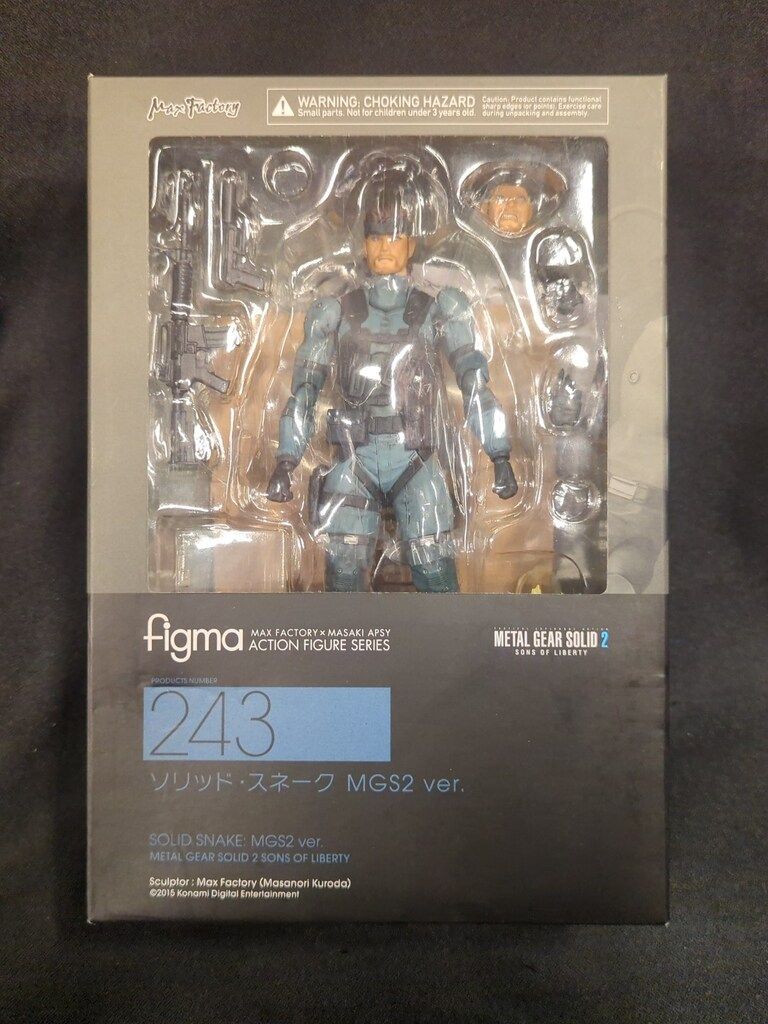 Max Factory
WARNING: CHOKING HAZARD
Small parts. Not for children under 3 years old.
Caution: Product contains functional
sharp edges (or points). Exercise care
during unpacking and assembly.
figma
MAX FACTORY × MASAKI APSY
ACTION FIGURE SERIES
TACTICAL ESPIONAGE ACTION
METAL GEAR SOLID 2
SONS OF LIBERTY
PRODUCTS NUMBER
243
ソリッド・スネーク MGS2 ver.
SOLID SNAKE: MGS2 ver.
METAL GEAR SOLID 2 SONS OF LIBERTY
Sculptor : Max Factory (Masanori Kuroda)
©2015 Konami Digital Entertainment